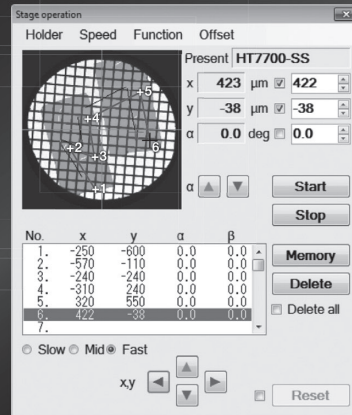 Stage operation
Holder Speed Function Offset
Present HT7700-SS
x 423 μm 422
y -38 μm -38
α 0.0 deg 0.0
+5
+4
+2
+3
6
+1
α
Start
Stop
No. x y α β
1. -250 -600 0.0 0.0
2. -570 -110 0.0 0.0
3. -240 -240 0.0 0.0
4. -310 240 0.0 0.0
5. 320 550 0.0 0.0
6. 422 -38 0.0 0.0
7.
Memory
Delete
Delete all
Slow Mid Fast
x,y
Reset